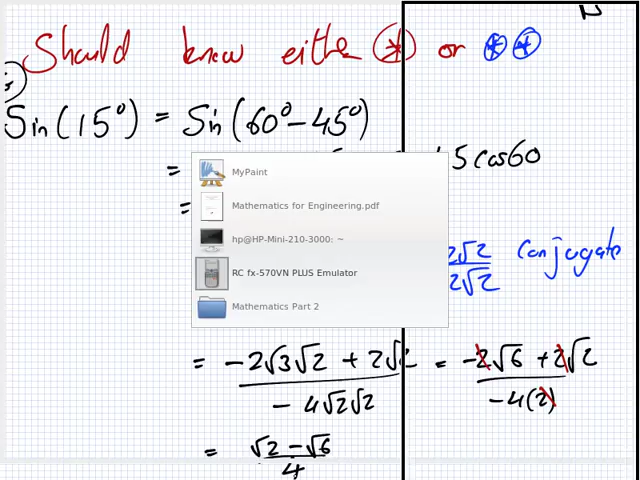 Should know either (*) or (*)(*)
Sin(15°) = Sin(60° - 45°)
= 5 cos60
=
MyPaint
Mathematics for Engineering.pdf
hp@HP-Mini-210-3000: ~
RC fx-570VN PLUS Emulator
Mathematics Part 2
2√2 / 2√2 Conjugate
= (-2√3√2 + 2√2) / (-4√2√2) = (-2√6 + 2√2) / (-4(2))
= (√2 - √6) / 4